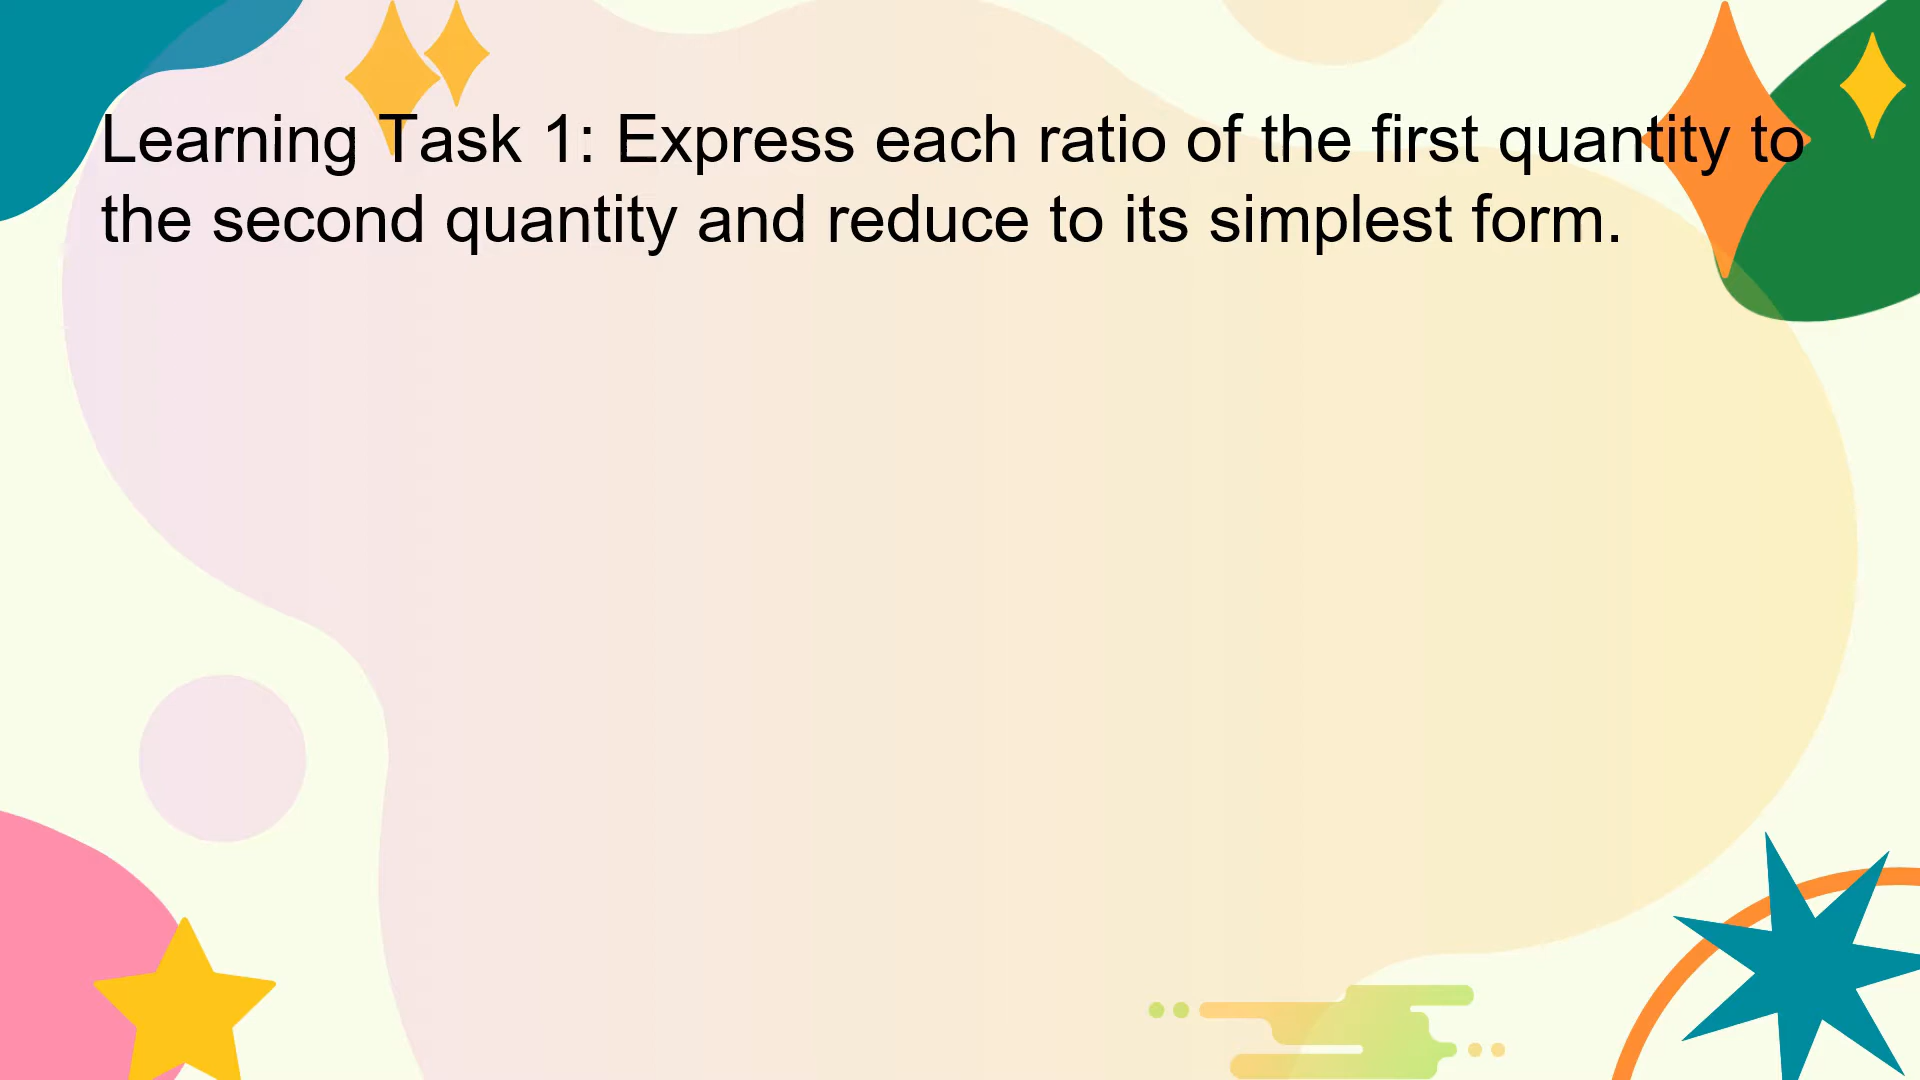 Learning Task 1: Express each ratio of the first quantity to
the second quantity and reduce to its simplest form.